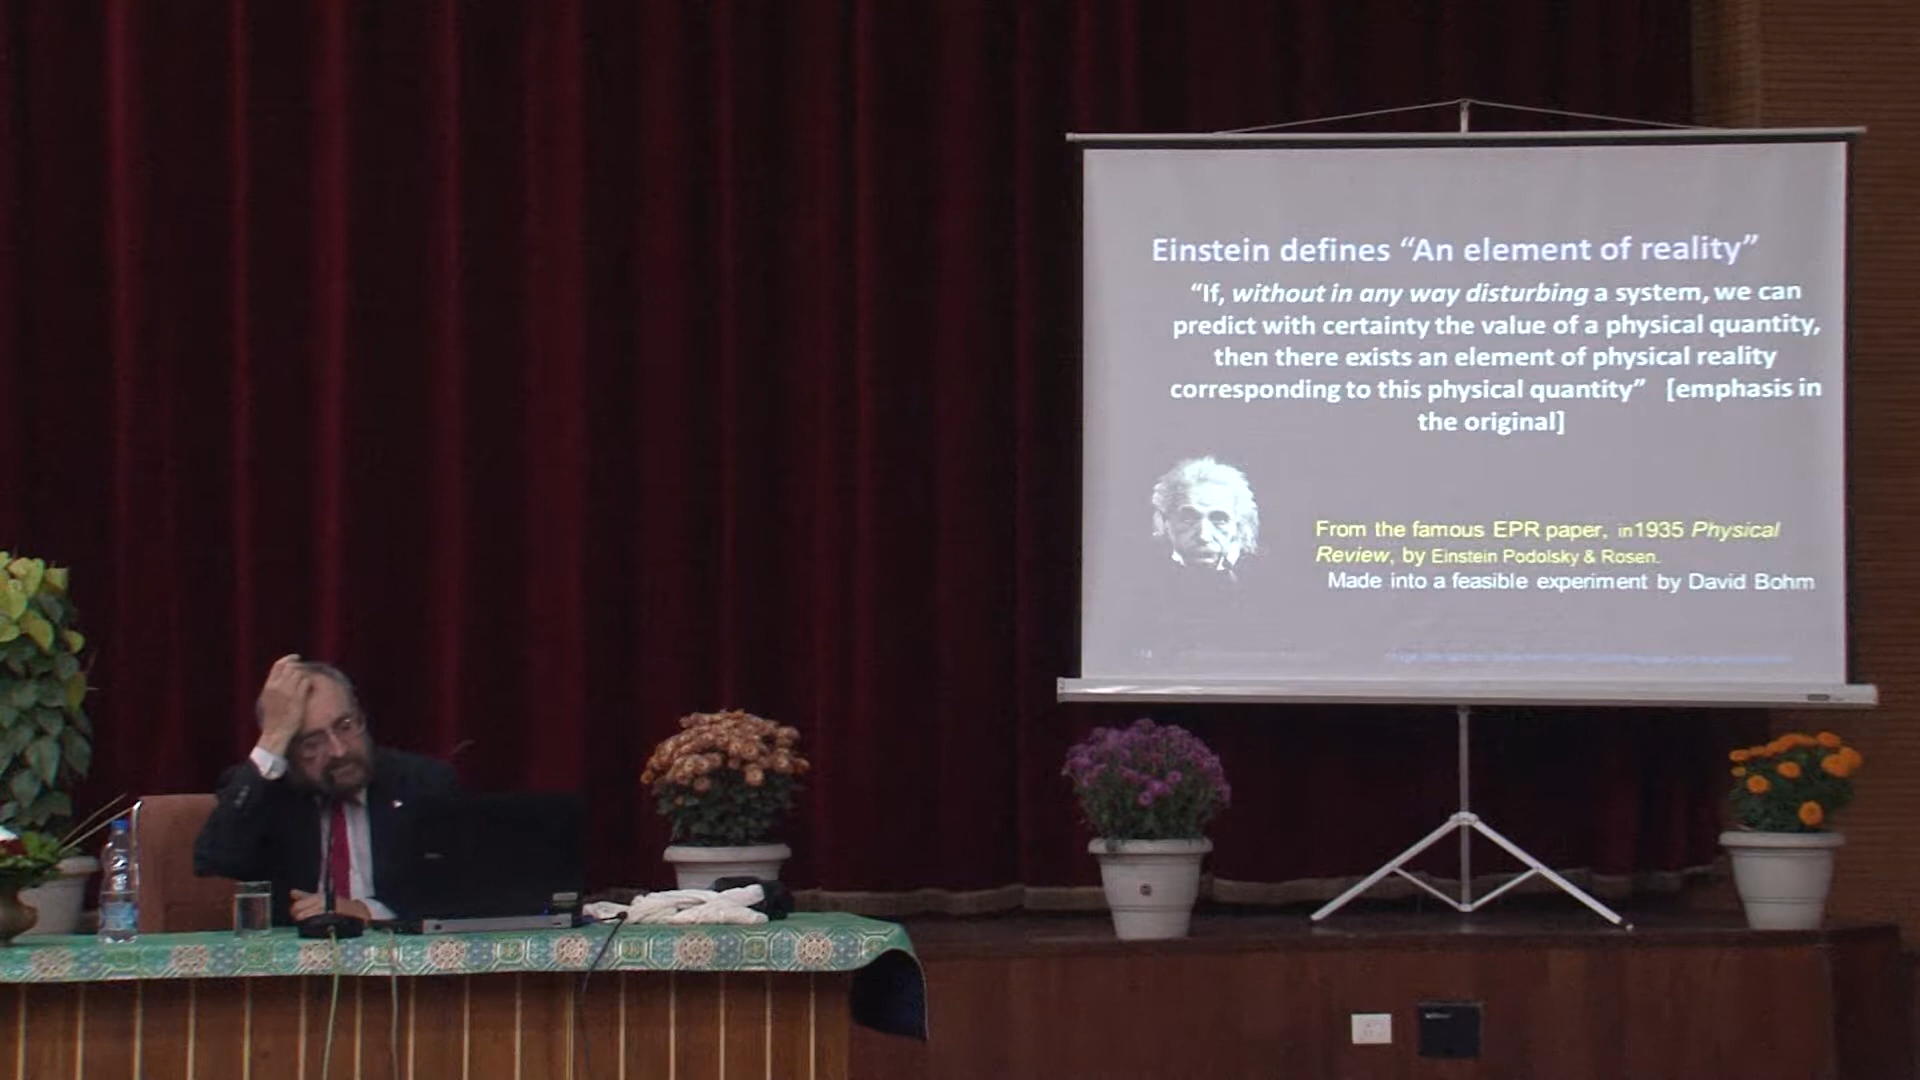 Einstein defines “An element of reality”
“If, without in any way disturbing a system, we can
predict with certainty the value of a physical quantity,
then there exists an element of physical reality
corresponding to this physical quantity” [emphasis in
the original]
From the famous EPR paper, in1935 Physical
Review, by Einstein Podolsky & Rosen.
Made into a feasible experiment by David Bohm